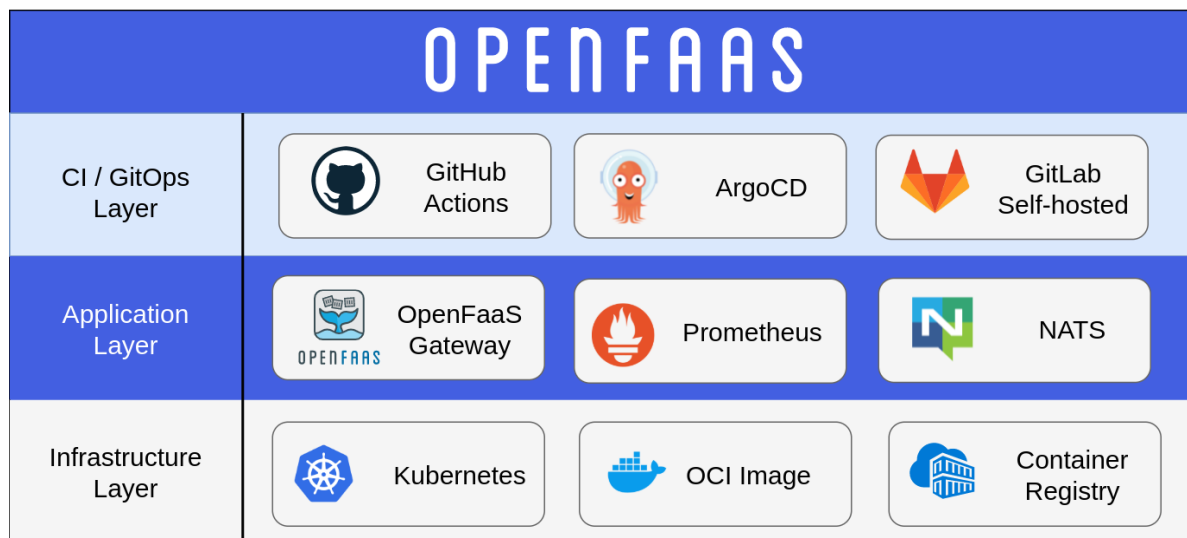 OPENFAAS
CI / GitOps
Layer
GitHub
Actions
ArgoCD
GitLab
Self-hosted
Application
Layer
OPENFAAS
OpenFaaS
Gateway
Prometheus
N
NATS
Infrastructure
Layer
Kubernetes
OCI Image
Container
Registry